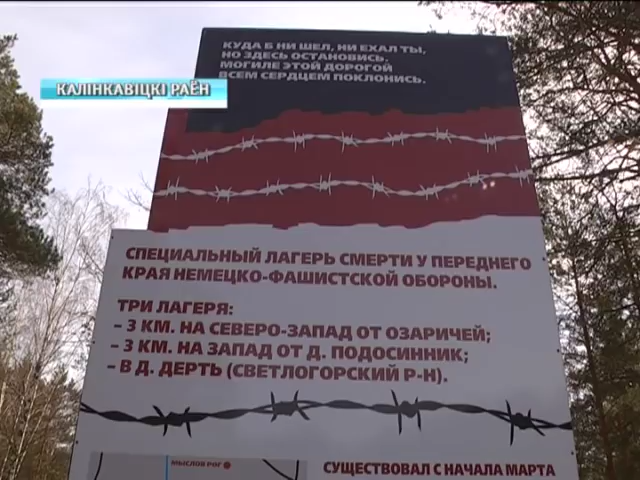 КУДА Б НИ ШЕЛ, НИ ЕХАЛ ТЫ,
НО ЗДЕСЬ ОСТАНОВИСЬ.
МОГИЛЕ ЭТОЙ ДОРОГОЙ
ВСЕМ СЕРДЦЕМ ПОКЛОНИСЬ.
КАЛІНКАВІЦКІ РАЁН
СПЕЦИАЛЬНЫЙ ЛАГЕРЬ СМЕРТИ У ПЕРЕДНЕГО
КРАЯ НЕМЕЦКО-ФАШИСТСКОЙ ОБОРОНЫ.
ТРИ ЛАГЕРЯ:
– 3 КМ. НА СЕВЕРО-ЗАПАД ОТ ОЗАРИЧЕЙ;
– 3 КМ. НА ЗАПАД ОТ Д. ПОДОСИННИК;
– В Д. ДЕРТЬ (СВЕТЛОГОРСКИЙ Р-Н).
МЫСЛОВ РОГ
СУЩЕСТВОВАЛ С НАЧАЛА МАРТА